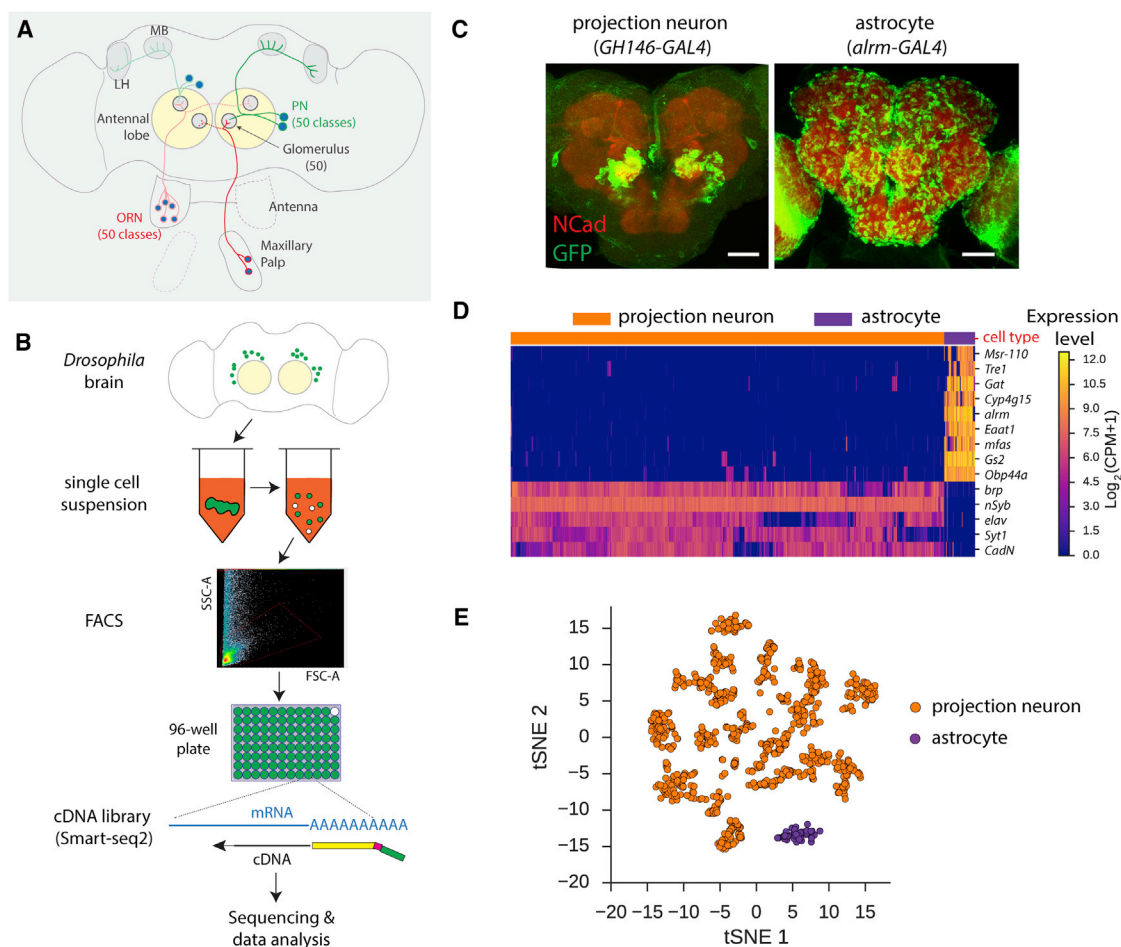 A
MB
LH
PN
(50 classes)
Antennal
lobe
Glomerulus
(50)
ORN
(50 classes)
Antenna
Maxillary
Palp
B
Drosophila
brain
single cell
suspension
FACS
SSC-A
FSC-A
96-well
plate
cDNA library
(Smart-seq2)
mRNA
AAAAAAAAAA
cDNA
Sequencing &
data analysis
C
projection neuron
(GH146-GAL4)
astrocyte
(alrm-GAL4)
NCad
GFP
D
projection neuron
astrocyte
cell type
Msr-110
Tre1
Gat
Cyp4g15
alrm
Eaat1
mfas
Gs2
Obp44a
brp
nSyb
elav
Syt1
CadN
Expression
level
12.0
10.5
9.0
7.5
6.0
4.5
3.0
1.5
0.0
Log2(CPM+1)
E
15
10
5
0
−5
−10
−15
−20
tSNE 2
−20 −15 −10 −5 0 5 10 15
tSNE 1
projection neuron
astrocyte